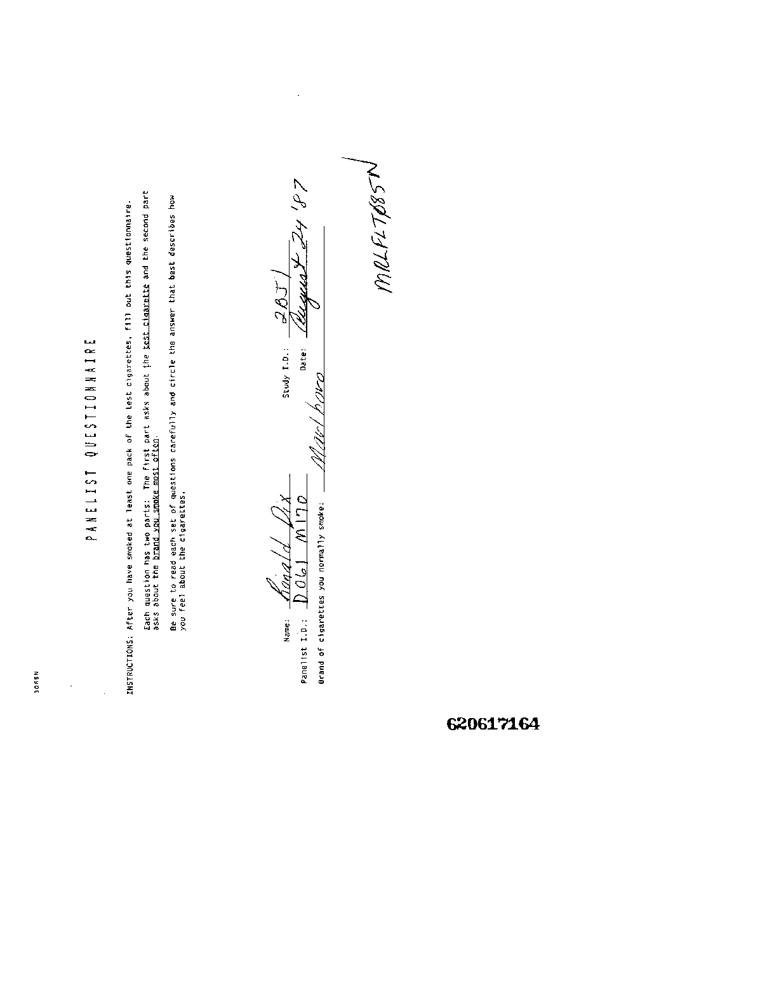 3068N
PANELIST QUESTIONNAIRE
INSTRUCTIONS: After you have smoked at least one pack of the test cigarettes, fill out this questionnaire.
Each question has two parts: The first part asks about the test cigarette and the second part
asks about the brand you smoke most often.
Be sure to read each set of questions carefully and circle the answer that best describes how
you feel about the cigarettes.
Name: Ronald Dix Study I.D.: 2BJ1
Panelist I.D.: D061 M170 Date: August 24 '87
Brand of cigarettes you normally smoke: Marlboro
MRLFLTØ85N
620617164